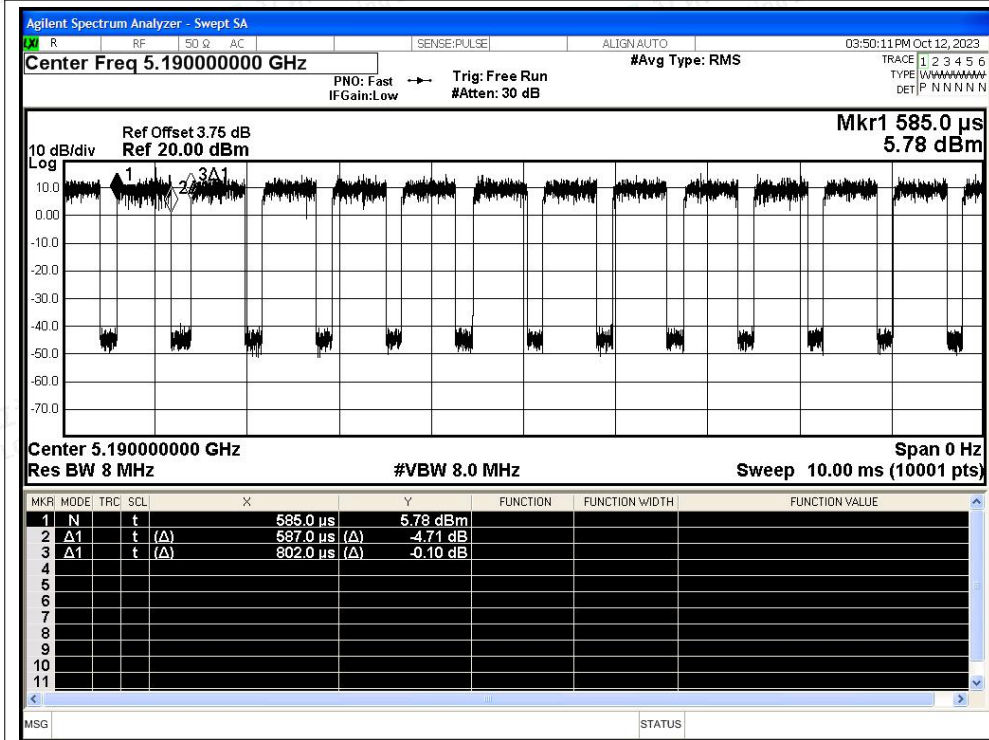 Agilent Spectrum Analyzer - Swept SA
LXI R RF 50 Ω AC SENSE:PULSE ALIGNAUTO 03:50:11 PM Oct 12, 2023
Center Freq 5.190000000 GHz #Avg Type: RMS TRACE 1 2 3 4 5 6
PNO: Fast Trig: Free Run TYPE WWWWWW
IFGain:Low #Atten: 30 dB DET P N N N N N
Mkr1 585.0 µs
5.78 dBm
Ref Offset 3.75 dB
10 dB/div Ref 20.00 dBm
Log
1 2Δ1 3Δ1
10.0
0.00
-10.0
-20.0
-30.0
-40.0
-50.0
-60.0
-70.0
Center 5.190000000 GHz Span 0 Hz
Res BW 8 MHz #VBW 8.0 MHz Sweep 10.00 ms (10001 pts)
MKR MODE TRC SCL X Y FUNCTION FUNCTION WIDTH FUNCTION VALUE
1 N t 585.0 µs 5.78 dBm
2 Δ1 t (Δ) 587.0 µs (Δ) -4.71 dB
3 Δ1 t (Δ) 802.0 µs (Δ) -0.10 dB
4
5
6
7
8
9
10
11
MSG STATUS